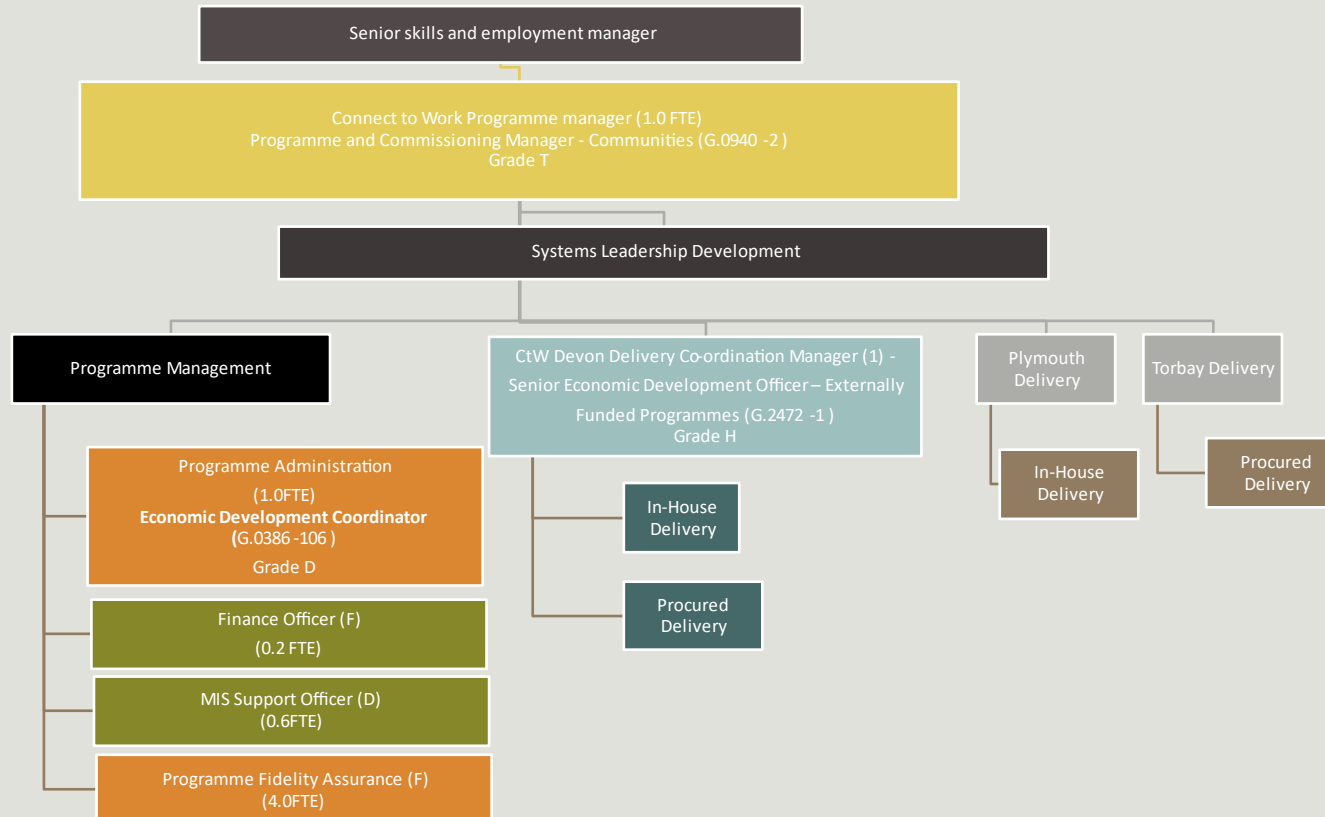 Senior skills and employment manager
Connect to Work Programme manager (1.0 FTE)
Programme and Commissioning Manager - Communities (G.0940 -2 )
Grade T
Systems Leadership Development
Programme Management
CtW Devon Delivery Co-ordination Manager (1) -
Senior Economic Development Officer – Externally
Funded Programmes (G.2472 -1 )
Grade H
Plymouth
Delivery
Torbay Delivery
Programme Administration
(1.0FTE)
Economic Development Coordinator
(G.0386 -106 )
Grade D
In-House
Delivery
In-House
Delivery
Procured
Delivery
Procured
Delivery
Finance Officer (F)
(0.2 FTE)
MIS Support Officer (D)
(0.6FTE)
Programme Fidelity Assurance (F)
(4.0FTE)